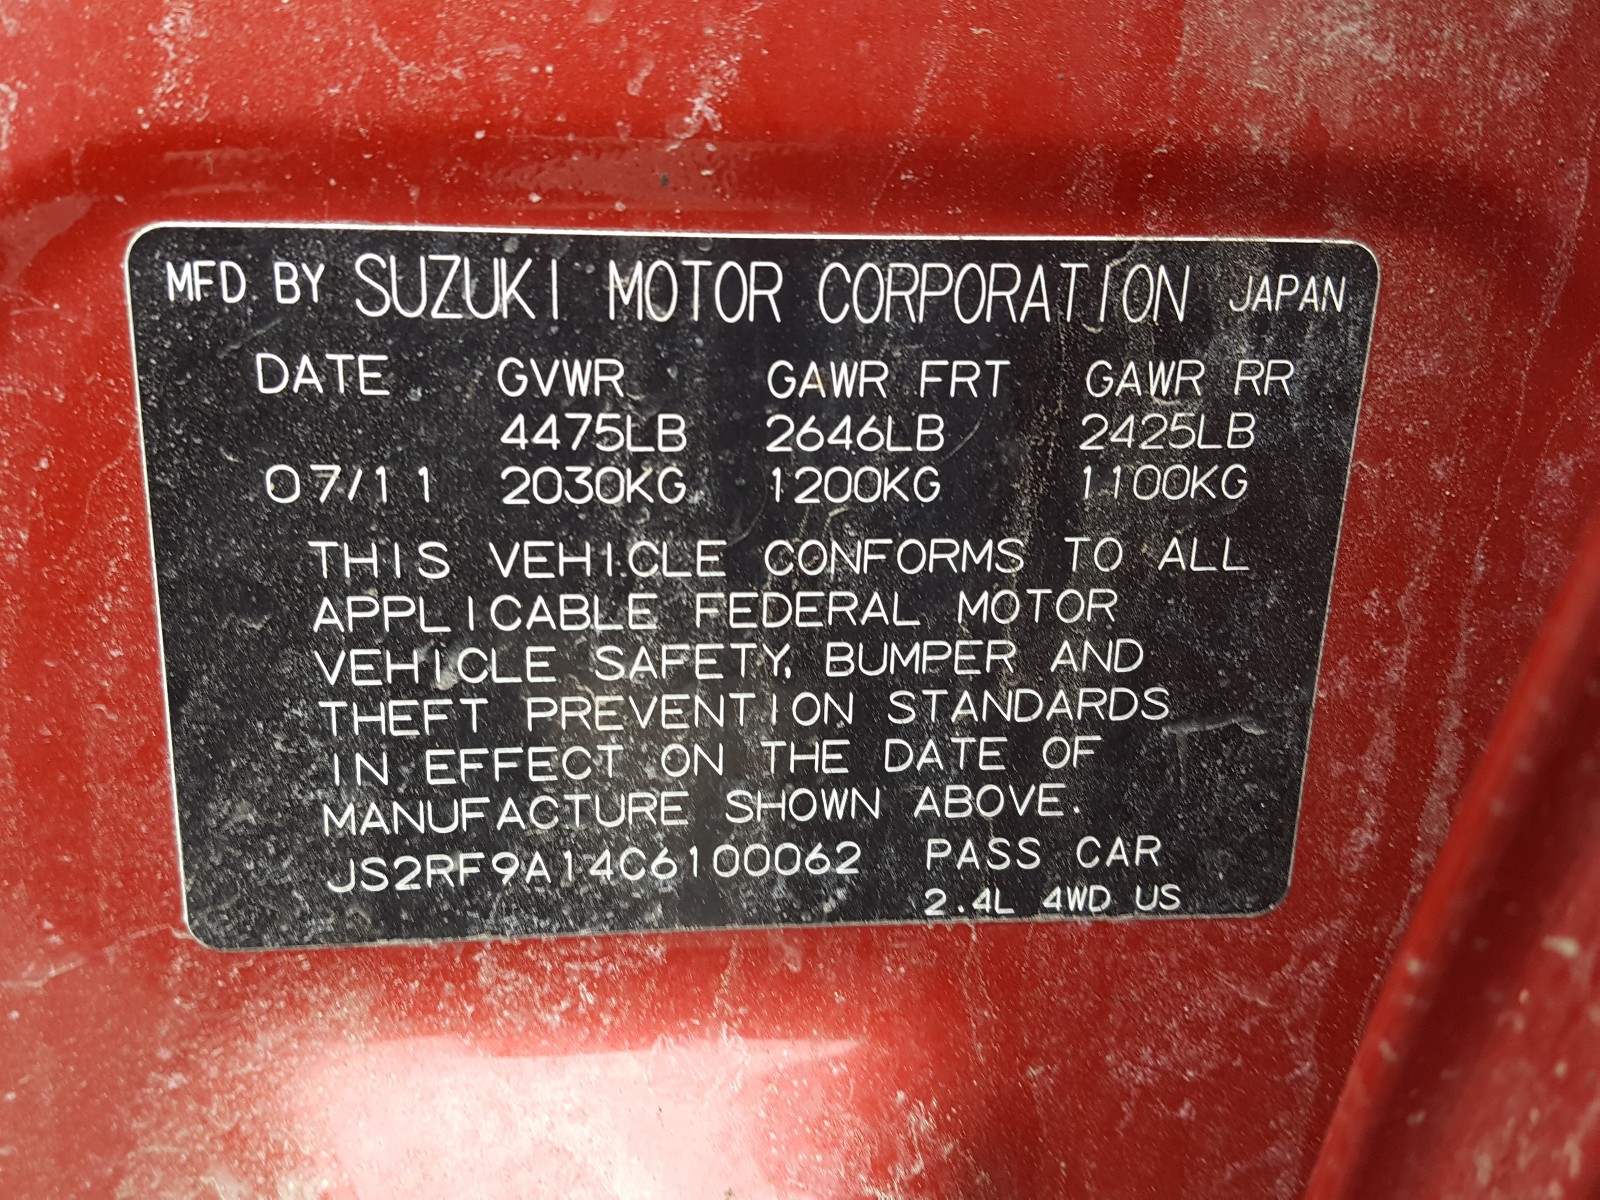 MFD. BY SUZUKI MOTOR CORPORATION JAPAN
DATE GVWR GAWR FRT GAWR RR
4475LB 2646LB 2425LB
07/11 2030KG 1200KG 1100KG
THIS VEHICLE CONFORMS TO ALL
APPLICABLE FEDERAL MOTOR
VEHICLE SAFETY, BUMPER AND
THEFT PREVENTION STANDARDS
IN EFFECT ON THE DATE OF
MANUFACTURE SHOWN ABOVE.
JS2RF9A14C6100062 PASS CAR
2.4L 4WD US